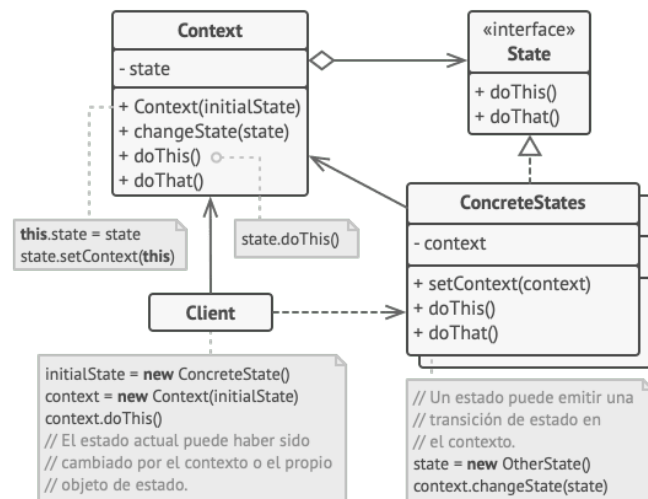 Context
- state
+ Context(initialState)
+ changeState(state)
+ doThis()
+ doThat()
«interface»
State
+ doThis()
+ doThat()
this.state = state
state.setContext(this)
state.doThis()
ConcreteStates
- context
+ setContext(context)
+ doThis()
+ doThat()
Client
initialState = new ConcreteState()
context = new Context(initialState)
context.doThis()
// El estado actual puede haber sido
// cambiado por el contexto o el propio
// objeto de estado.
// Un estado puede emitir una
// transición de estado en
// el contexto.
state = new OtherState()
context.changeState(state)